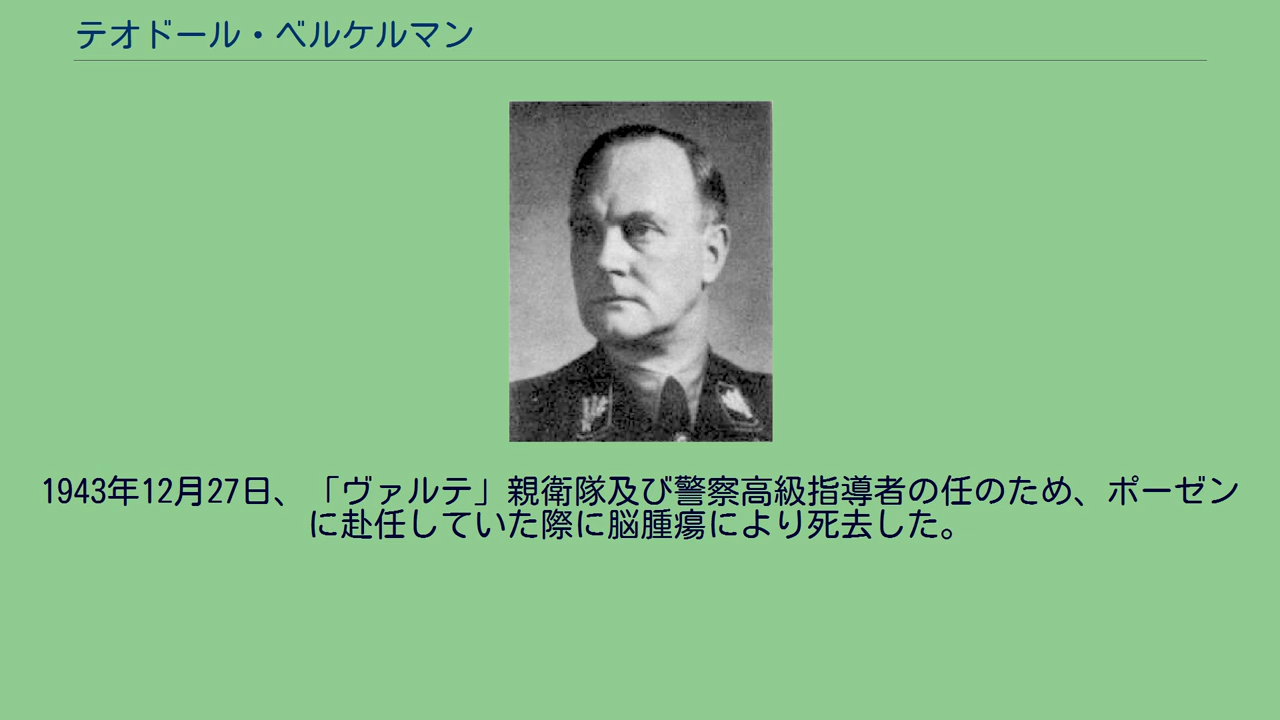 テオドール・ベルケルマン
1943年12月27日、「ヴァルテ」親衛隊及び警察高級指導者の任のため、ポーゼン
に赴任していた際に脳腫瘍により死去した。